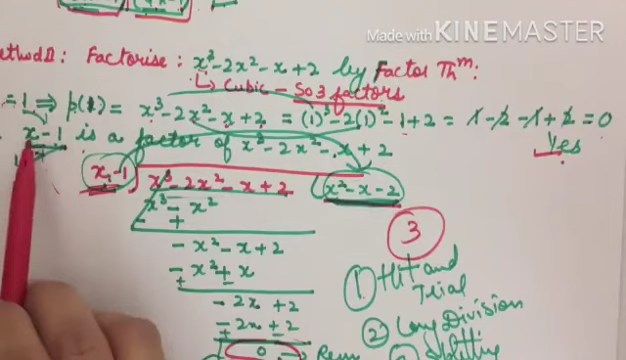 Made with KINEMASTER
Factorise: x³-2x²-x+2 by Factor Thᵐ:
↳ Cubic - So 3 factors
=1 ⇒ p(1) = x³-2x²-x+2 = (1)³-2(1)²-1+2 = 1-2-1+2 = 0
x-1 is a factor of x³-2x²-x+2 Yes
x-1 ) x³-2x²-x+2 ( x²-x-2
x³-x²
- +
3
-x²-x+2
① Hit and
Trial
-x²+x
+ -
-2x+2
② Long Division
-2x+2
+ -
Splitting
0 →